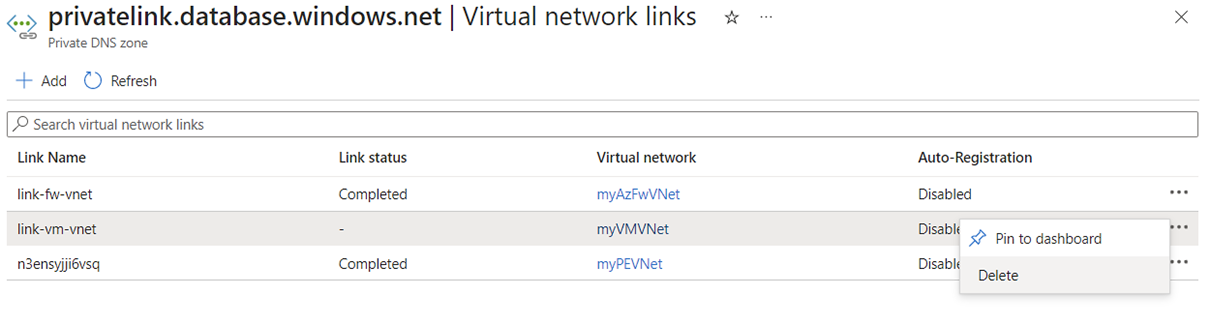 privatelink.database.windows.net | Virtual network links
Private DNS zone
Add Refresh
Search virtual network links
Link Name Link status Virtual network Auto-Registration
link-fw-vnet Completed myAzFwVNet Disabled
link-vm-vnet - myVMVNet Disable
Pin to dashboard
n3ensyjji6vsq Completed myPEVNet Disable
Delete